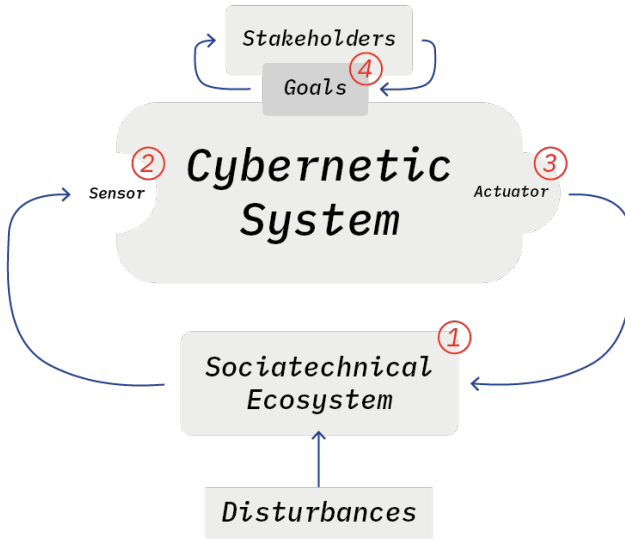 Stakeholders
4
Goals
2
Cybernetic
System
3
Sensor
Actuator
1
Sociatechnical
Ecosystem
Disturbances